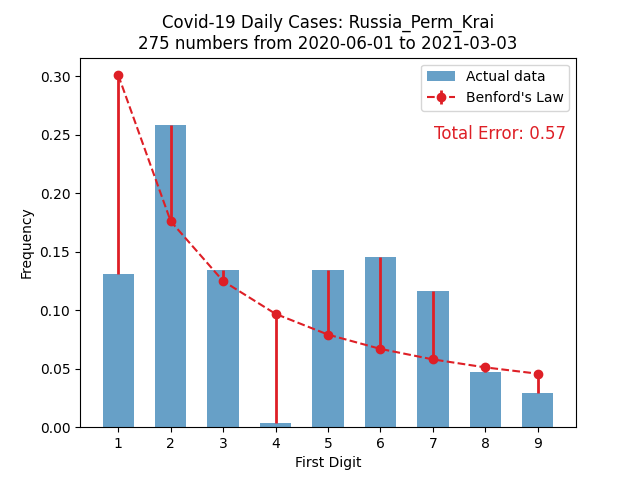 Covid-19 Daily Cases: Russia_Perm_Krai
275 numbers from 2020-06-01 to 2021-03-03
Actual data
Benford's Law
Total Error: 0.57
Frequency
0.30
0.25
0.20
0.15
0.10
0.05
0.00
1 2 3 4 5 6 7 8 9
First Digit